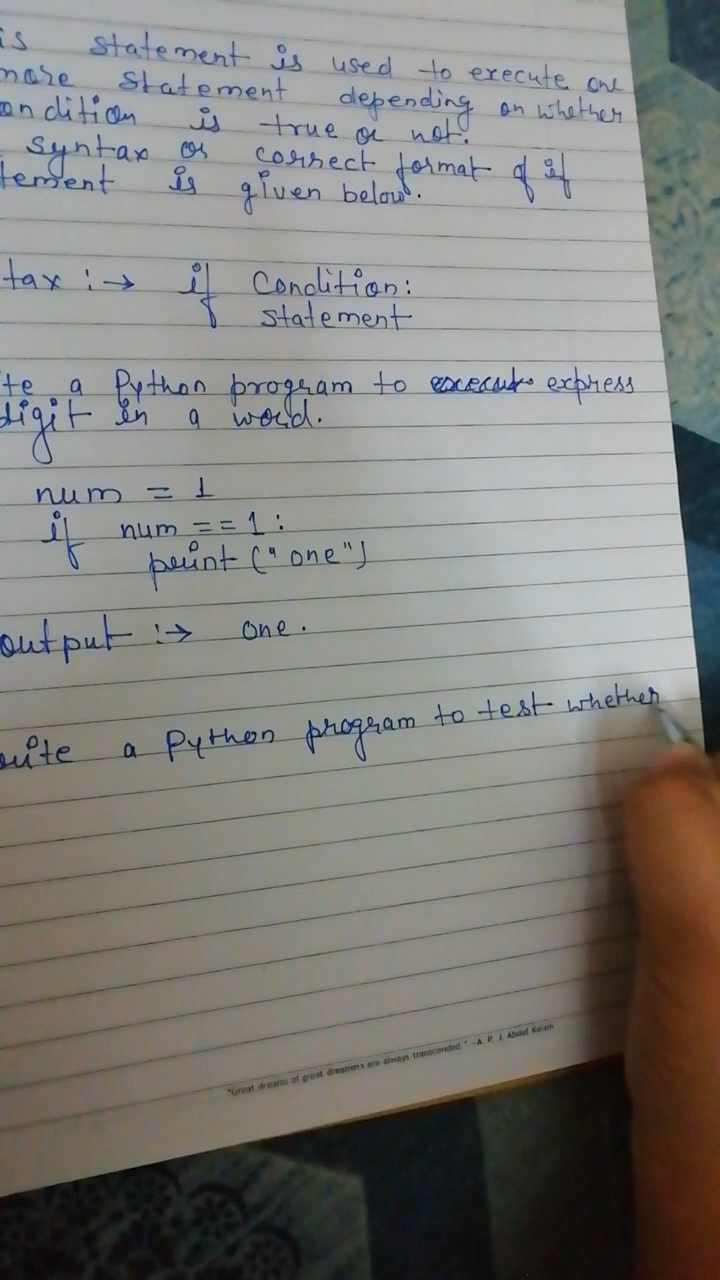 is statement is used to execute one
more statement depending on whether
condition is true or not.
syntax or correct format of if
tement is given below.
tax :→ if Condition:
statement
te a Python program to execute express
digit in a word.
num = 1
if num == 1:
print ("one")
output :→ one.
write a Python program to test whether
"Great dreams of great dreamers are always transcended." -A. P. J. Abdul Kalam